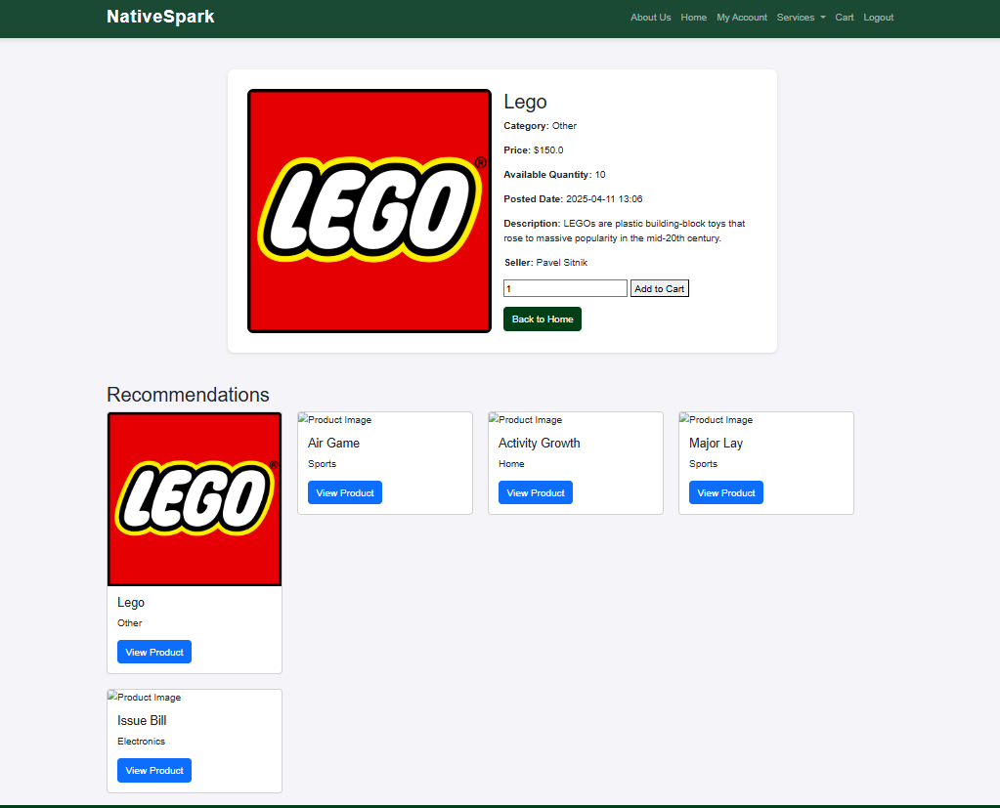 NativeSpark
About Us Home My Account Services Cart Logout
LEGO®
Lego
Category: Other
Price: $150.0
Available Quantity: 10
Posted Date: 2025-04-11 13:06
Description: LEGOs are plastic building-block toys that
rose to massive popularity in the mid-20th century.
Seller: Pavel Sitnik
1 Add to Cart
Back to Home
Recommendations
LEGO®
Lego
Other
View Product
Product Image
Air Game
Sports
View Product
Product Image
Activity Growth
Home
View Product
Product Image
Major Lay
Sports
View Product
Product Image
Issue Bill
Electronics
View Product